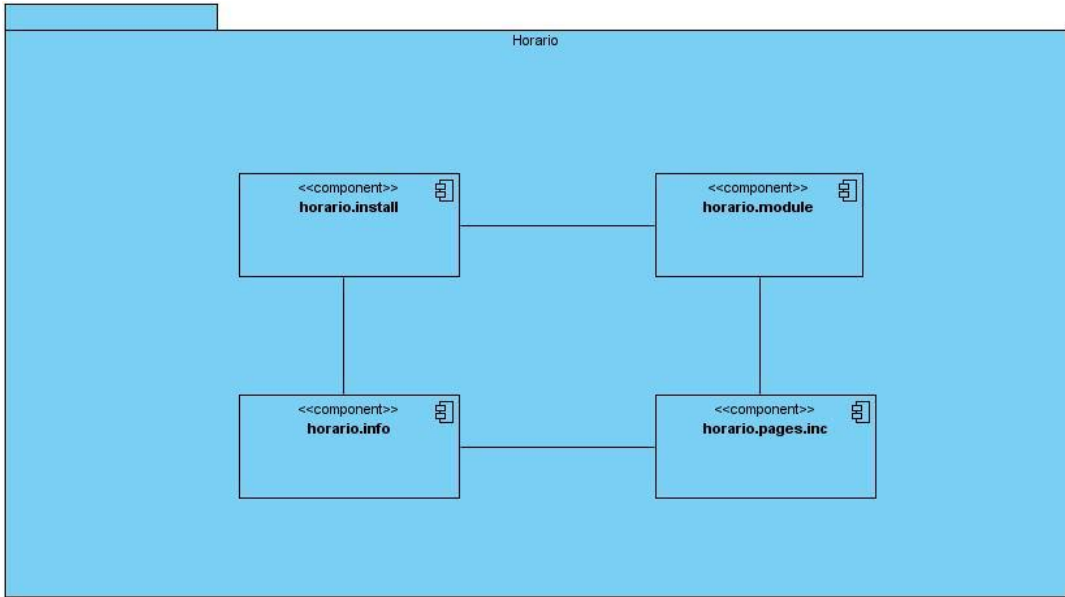 Horario
<<component>>
horario.install
<<component>>
horario.module
<<component>>
horario.info
<<component>>
horario.pages.inc